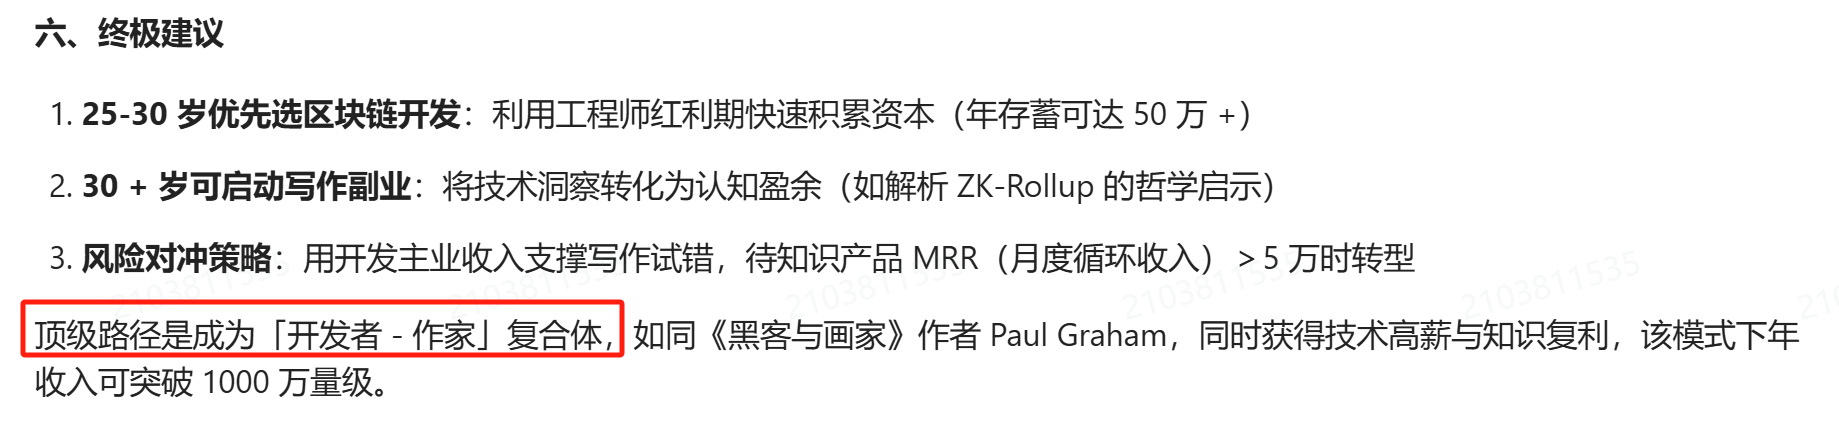 六、终极建议
1. 25-30 岁优先选区块链开发：利用工程师红利期快速积累资本（年存蓄可达 50 万 +）
2. 30 + 岁可启动写作副业：将技术洞察转化为认知盈余（如解析 ZK-Rollup 的哲学启示）
3. 风险对冲策略：用开发主业收入支撑写作试错，待知识产品 MRR（月度循环收入）＞5 万时转型
顶级路径是成为「开发者 - 作家」复合体，如同《黑客与画家》作者 Paul Graham，同时获得技术高薪与知识复利，该模式下年
收入可突破 1000 万量级。
2103811535
2103811535
2103811535
2103811535
2103811535